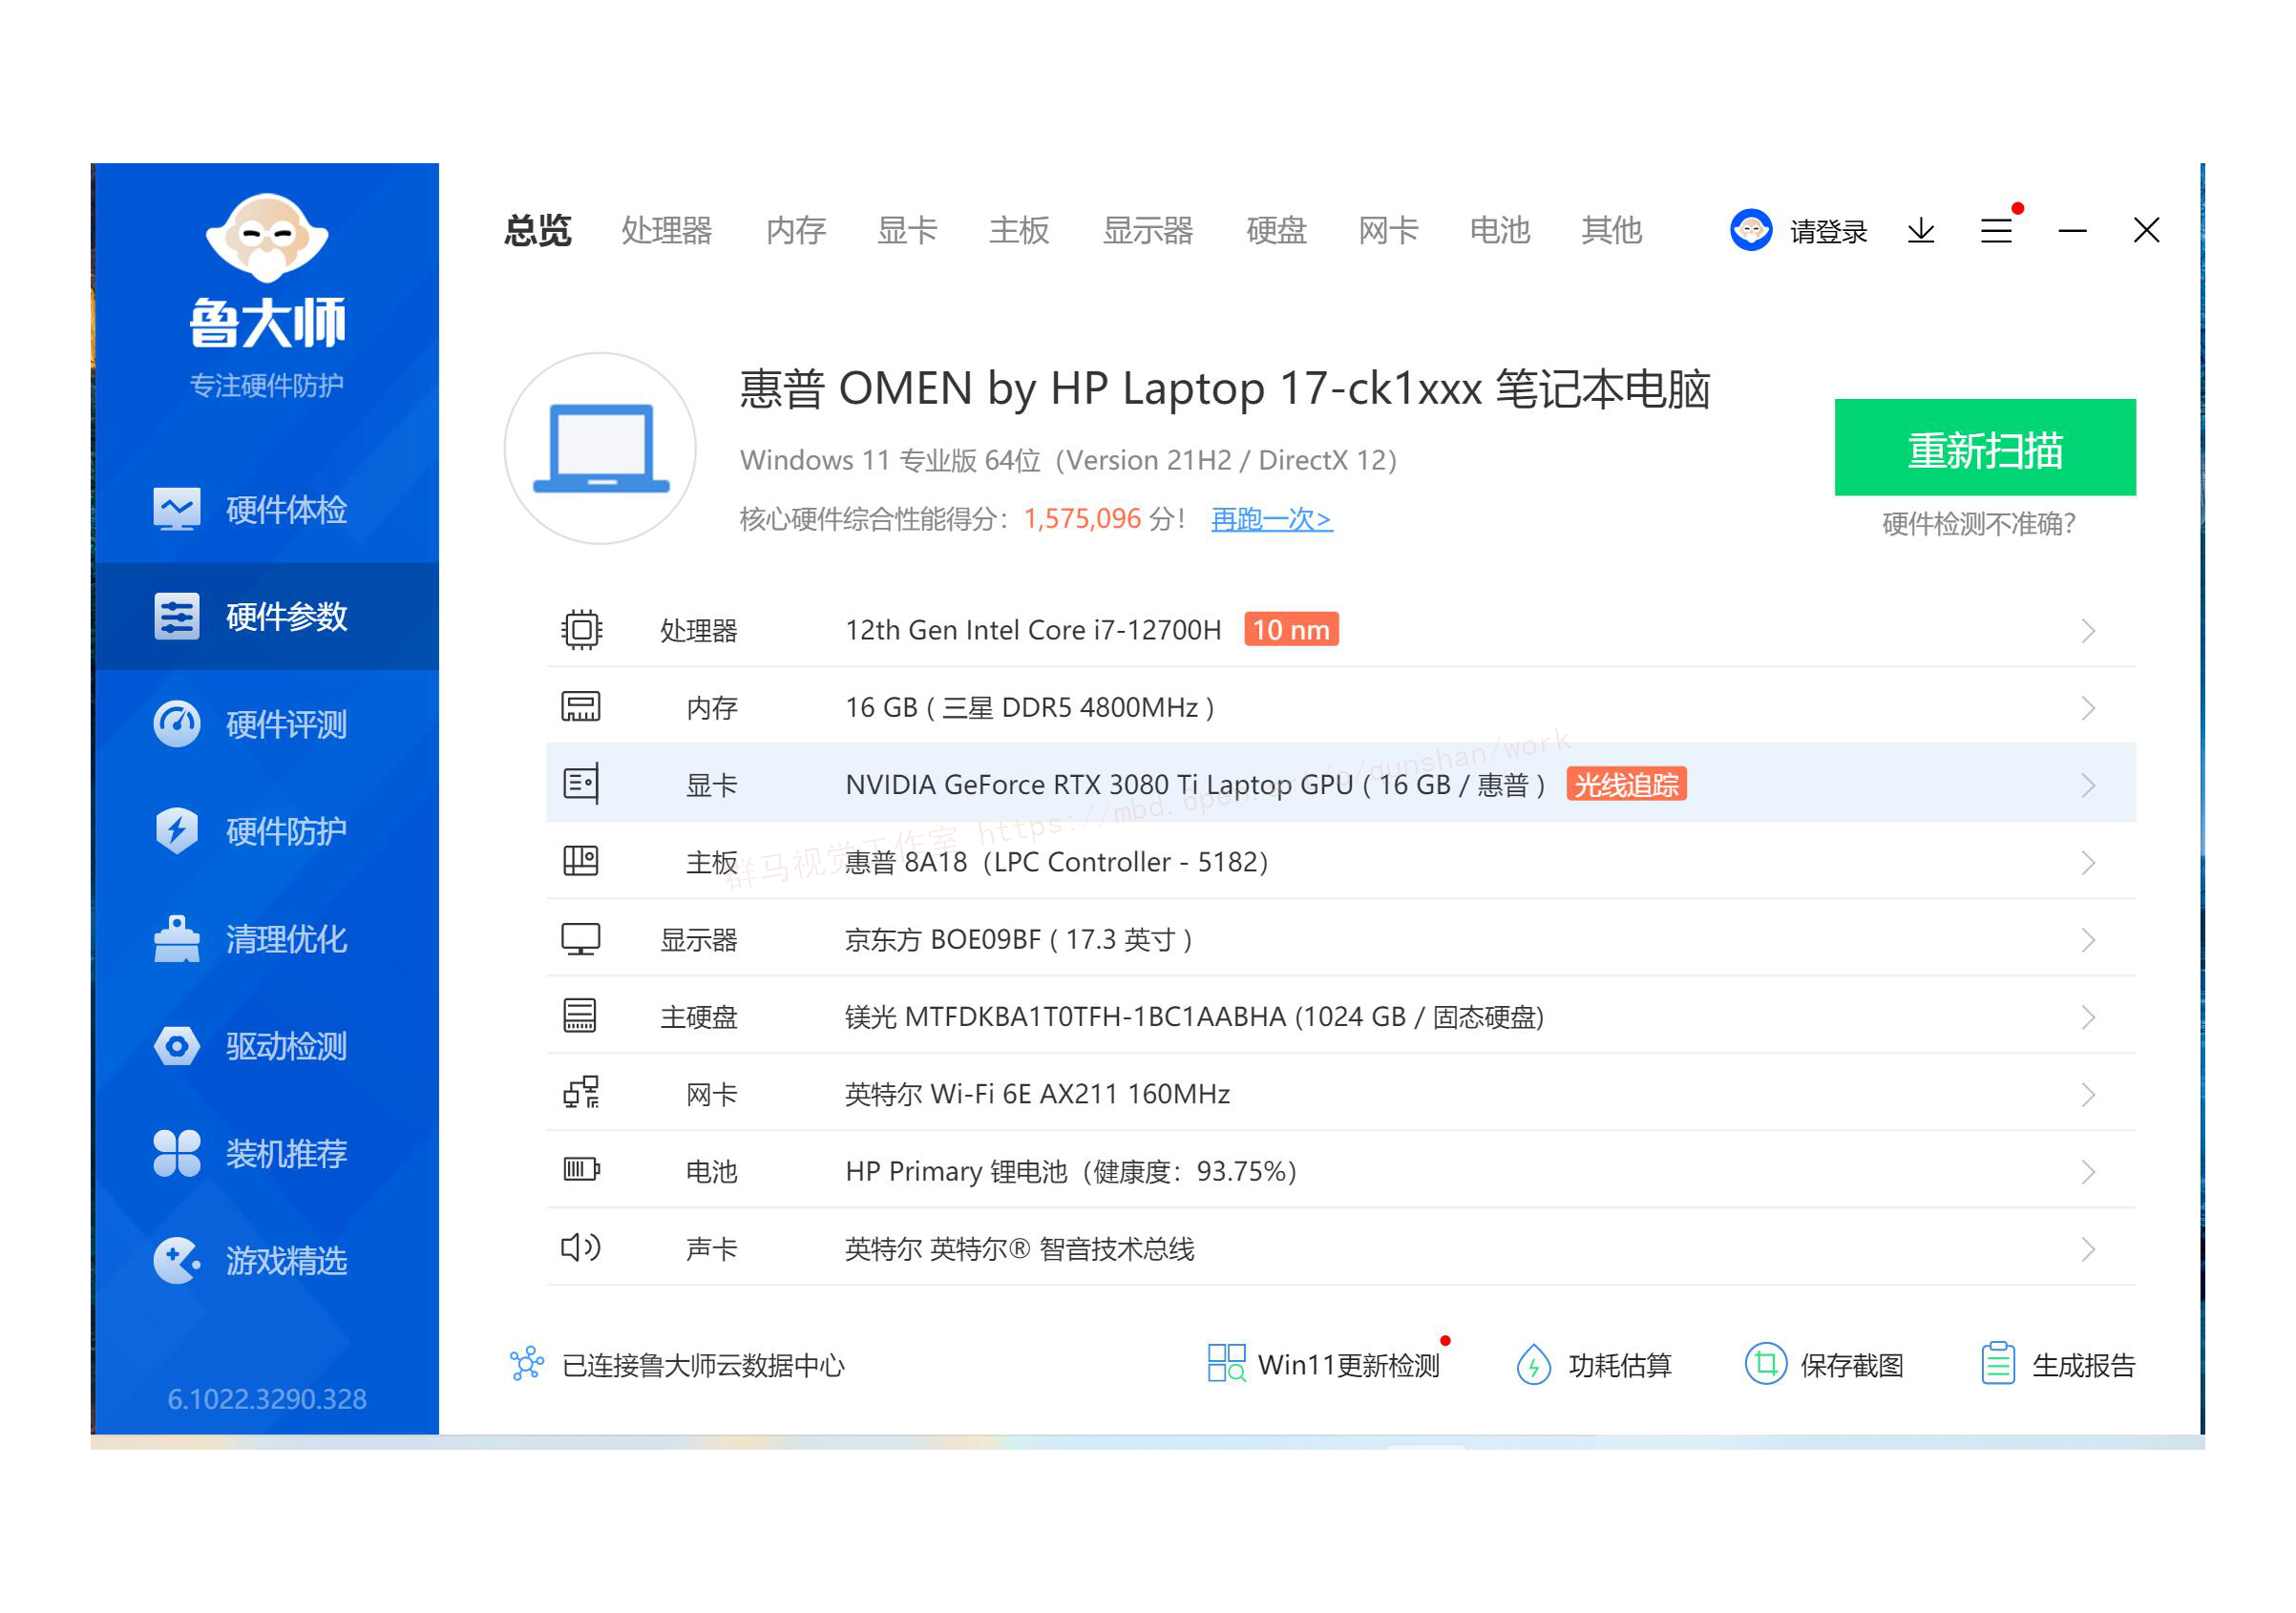 总览 处理器 内存 显卡 主板 显示器 硬盘 网卡 电池 其他 请登录
鲁大师
专注硬件防护
硬件体检
硬件参数
硬件评测
硬件防护
清理优化
驱动检测
装机推荐
游戏精选
6.1022.3290.328
惠普 OMEN by HP Laptop 17-ck1xxx 笔记本电脑
Windows 11 专业版 64位（Version 21H2 / DirectX 12）
核心硬件综合性能得分：1,575,096 分！ 再跑一次>
重新扫描
硬件检测不准确？
处理器 12th Gen Intel Core i7-12700H 10 nm
内存 16 GB ( 三星 DDR5 4800MHz )
显卡 NVIDIA GeForce RTX 3080 Ti Laptop GPU ( 16 GB / 惠普 ) 光线追踪
主板 惠普 8A18（LPC Controller - 5182）
显示器 京东方 BOE09BF ( 17.3 英寸 )
主硬盘 镁光 MTFDKBA1T0TFH-1BC1AABHA (1024 GB / 固态硬盘)
网卡 英特尔 Wi-Fi 6E AX211 160MHz
电池 HP Primary 锂电池（健康度：93.75%）
声卡 英特尔 英特尔® 智音技术总线
已连接鲁大师云数据中心 Win11更新检测 功耗估算 保存截图 生成报告
群马视觉工作室 https://mbd.